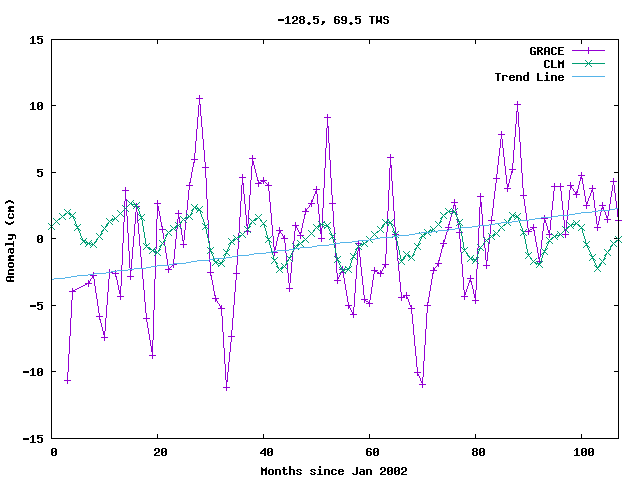 -128.5, 69.5 TWS
GRACE
CLM
Trend Line
15
10
5
0
-5
-10
-15
Anomaly (cm)
0 20 40 60 80 100
Months since Jan 2002